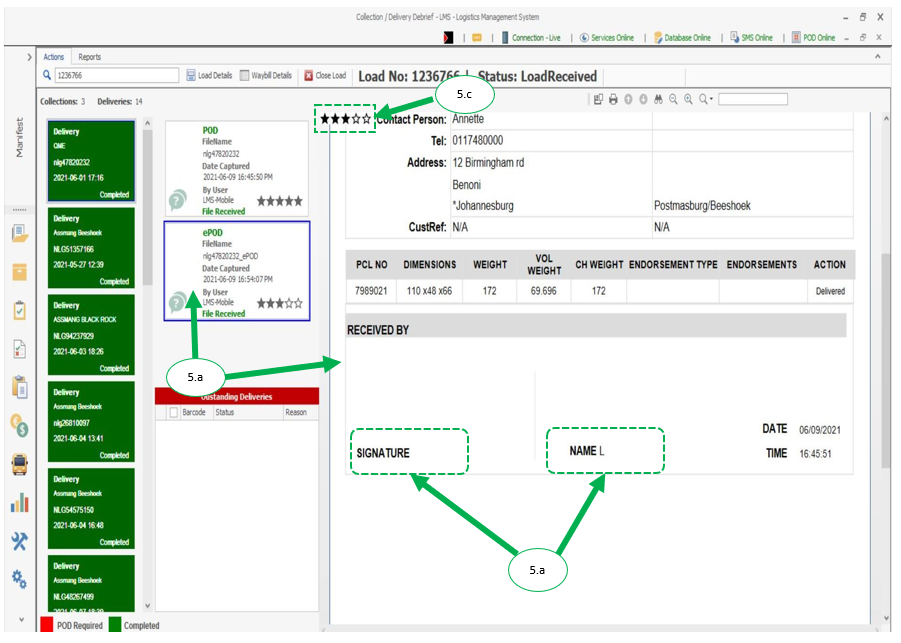 Collection / Delivery Debrief - LMS - Logistics Management System
Connection - Live
Services Online
Database Online
SMS Online
POD Online
Actions
Reports
1236766
Load Details
Waybill Details
Close Load
Load No: 1236766 | Status: LoadReceived
Collections: 3 Deliveries: 14
Manifest
Delivery
nlg47820232
2021-06-01 17:16
Completed
Delivery
Assmang Beeshoek
NLG51357166
2021-05-27 12:39
Completed
Delivery
ASSMANG BLACK ROCK
NLG94237929
2021-06-03 18:26
Completed
Delivery
Assmang Beeshoek
nlg26810097
2021-06-04 13:41
Completed
Delivery
Assmang Beeshoek
NLG54575150
2021-06-04 16:48
Completed
Delivery
Assmang Beeshoek
NLG48267499
2021-06-07 18:39
POD Required
Completed
POD
FileName
nlg47820232
Date Captured
2021-06-09 16:45:50 PM
By User
LMS-Mobile
File Received
ePOD
FileName
nlg47820232_ePOD
Date Captured
2021-06-09 16:54:07 PM
By User
LMS-Mobile
File Received
5.a
Outstanding Deliveries
Barcode Status Reason
5.c
Contact Person: Annette
Tel: 0117480000
Address: 12 Birmingham rd
Benoni
*Johannesburg Postmasburg/Beeshoek
CustRef: N/A N/A
PCL NO DIMENSIONS WEIGHT VOL WEIGHT CH WEIGHT ENDORSEMENT TYPE ENDORSEMENTS ACTION
7989021 110 x48 x66 172 69.696 172 Delivered
RECEIVED BY
DATE 06/09/2021
SIGNATURE
NAME L
TIME 16:45:51
5.a